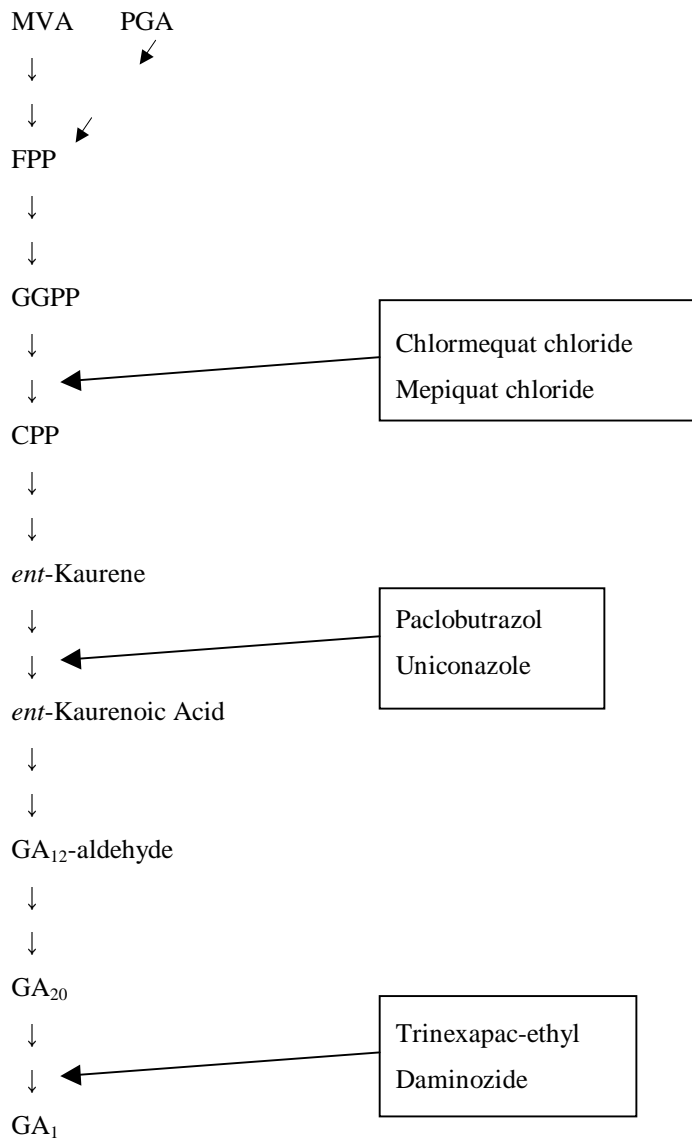 MVA PGA
↓
↓
FPP
↓
↓
GGPP
↓
Chlormequat chloride
↓
Mepiquat chloride
CPP
↓
↓
ent-Kaurene
↓
Paclobutrazol
↓
Uniconazole
ent-Kaurenoic Acid
↓
↓
GA₁₂-aldehyde
↓
↓
GA₂₀
↓
Trinexapac-ethyl
↓
Daminozide
GA₁